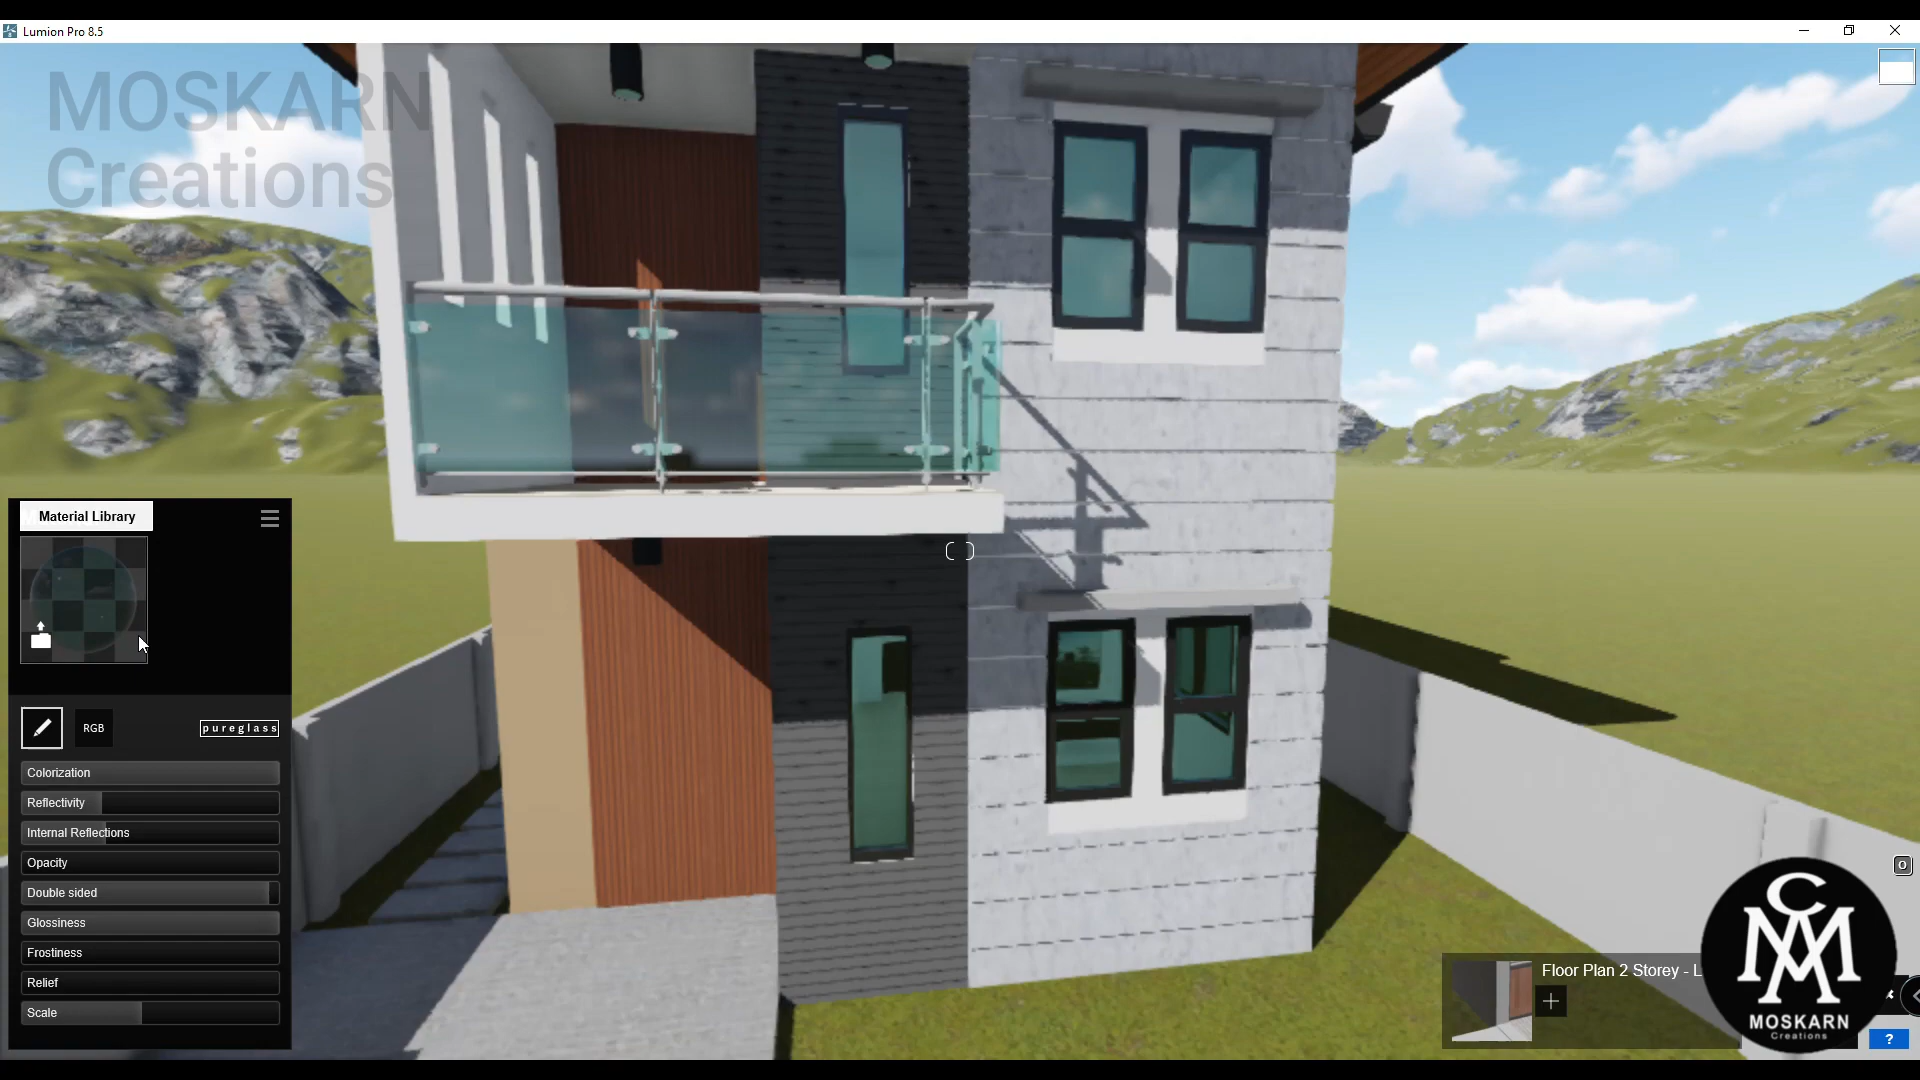 Lumion Pro 8.5
MOSKARN
Creations
Material Library
RGB
pureglass
Colorization
Reflectivity
Internal Reflections
Opacity
Double sided
Glossiness
Frostiness
Relief
Scale
O
Floor Plan 2 Storey - L
+
CM
MOSKARN
Creations
?